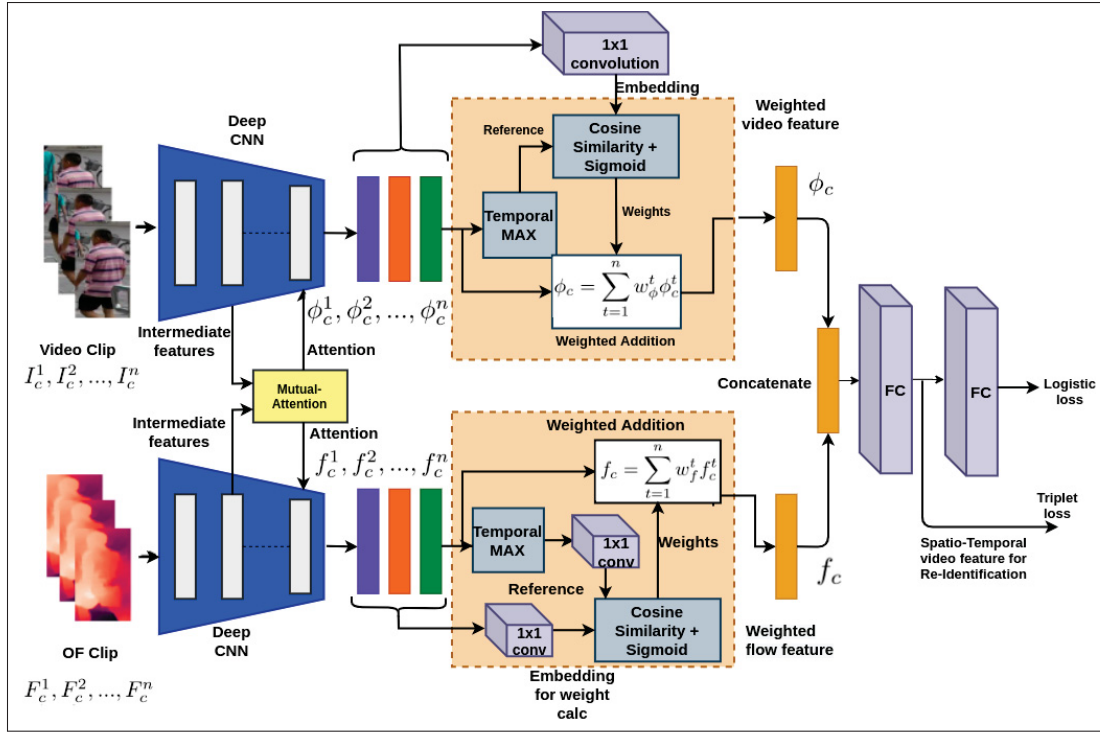 1x1
convolution
Embedding
Deep
CNN
Weighted
video feature
Reference
Cosine
Similarity +
Sigmoid
ϕ_c
Temporal
MAX
Weights
ϕ_c = \sum_{t=1}^{n} w_ϕ^t ϕ_c^t
Weighted Addition
ϕ_c^1, ϕ_c^2, ..., ϕ_c^n
Intermediate
features
Attention
Video Clip
I_c^1, I_c^2, ..., I_c^n
Mutual-
Attention
Concatenate
FC
FC
Logistic
loss
Intermediate
features
Attention
Weighted Addition
f_c^1, f_c^2, ..., f_c^n
f_c = \sum_{t=1}^{n} w_f^t f_c^t
Triplet
loss
Temporal
MAX
1x1
conv
Weights
Spatio-Temporal
video feature for
Re-Identification
f_c
Reference
Cosine
Similarity +
Sigmoid
1x1
conv
Deep
CNN
Weighted
flow feature
OF Clip
F_c^1, F_c^2, ..., F_c^n
Embedding
for weight
calc